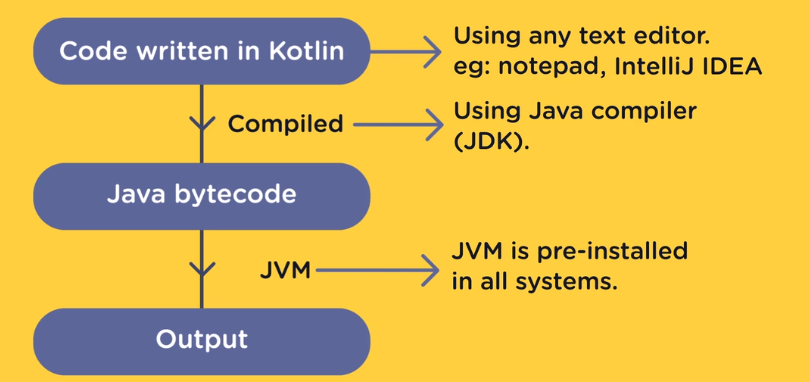 Code written in Kotlin
Using any text editor.
eg: notepad, IntelliJ IDEA
Compiled
Using Java compiler
(JDK).
Java bytecode
JVM
JVM is pre-installed
in all systems.
Output